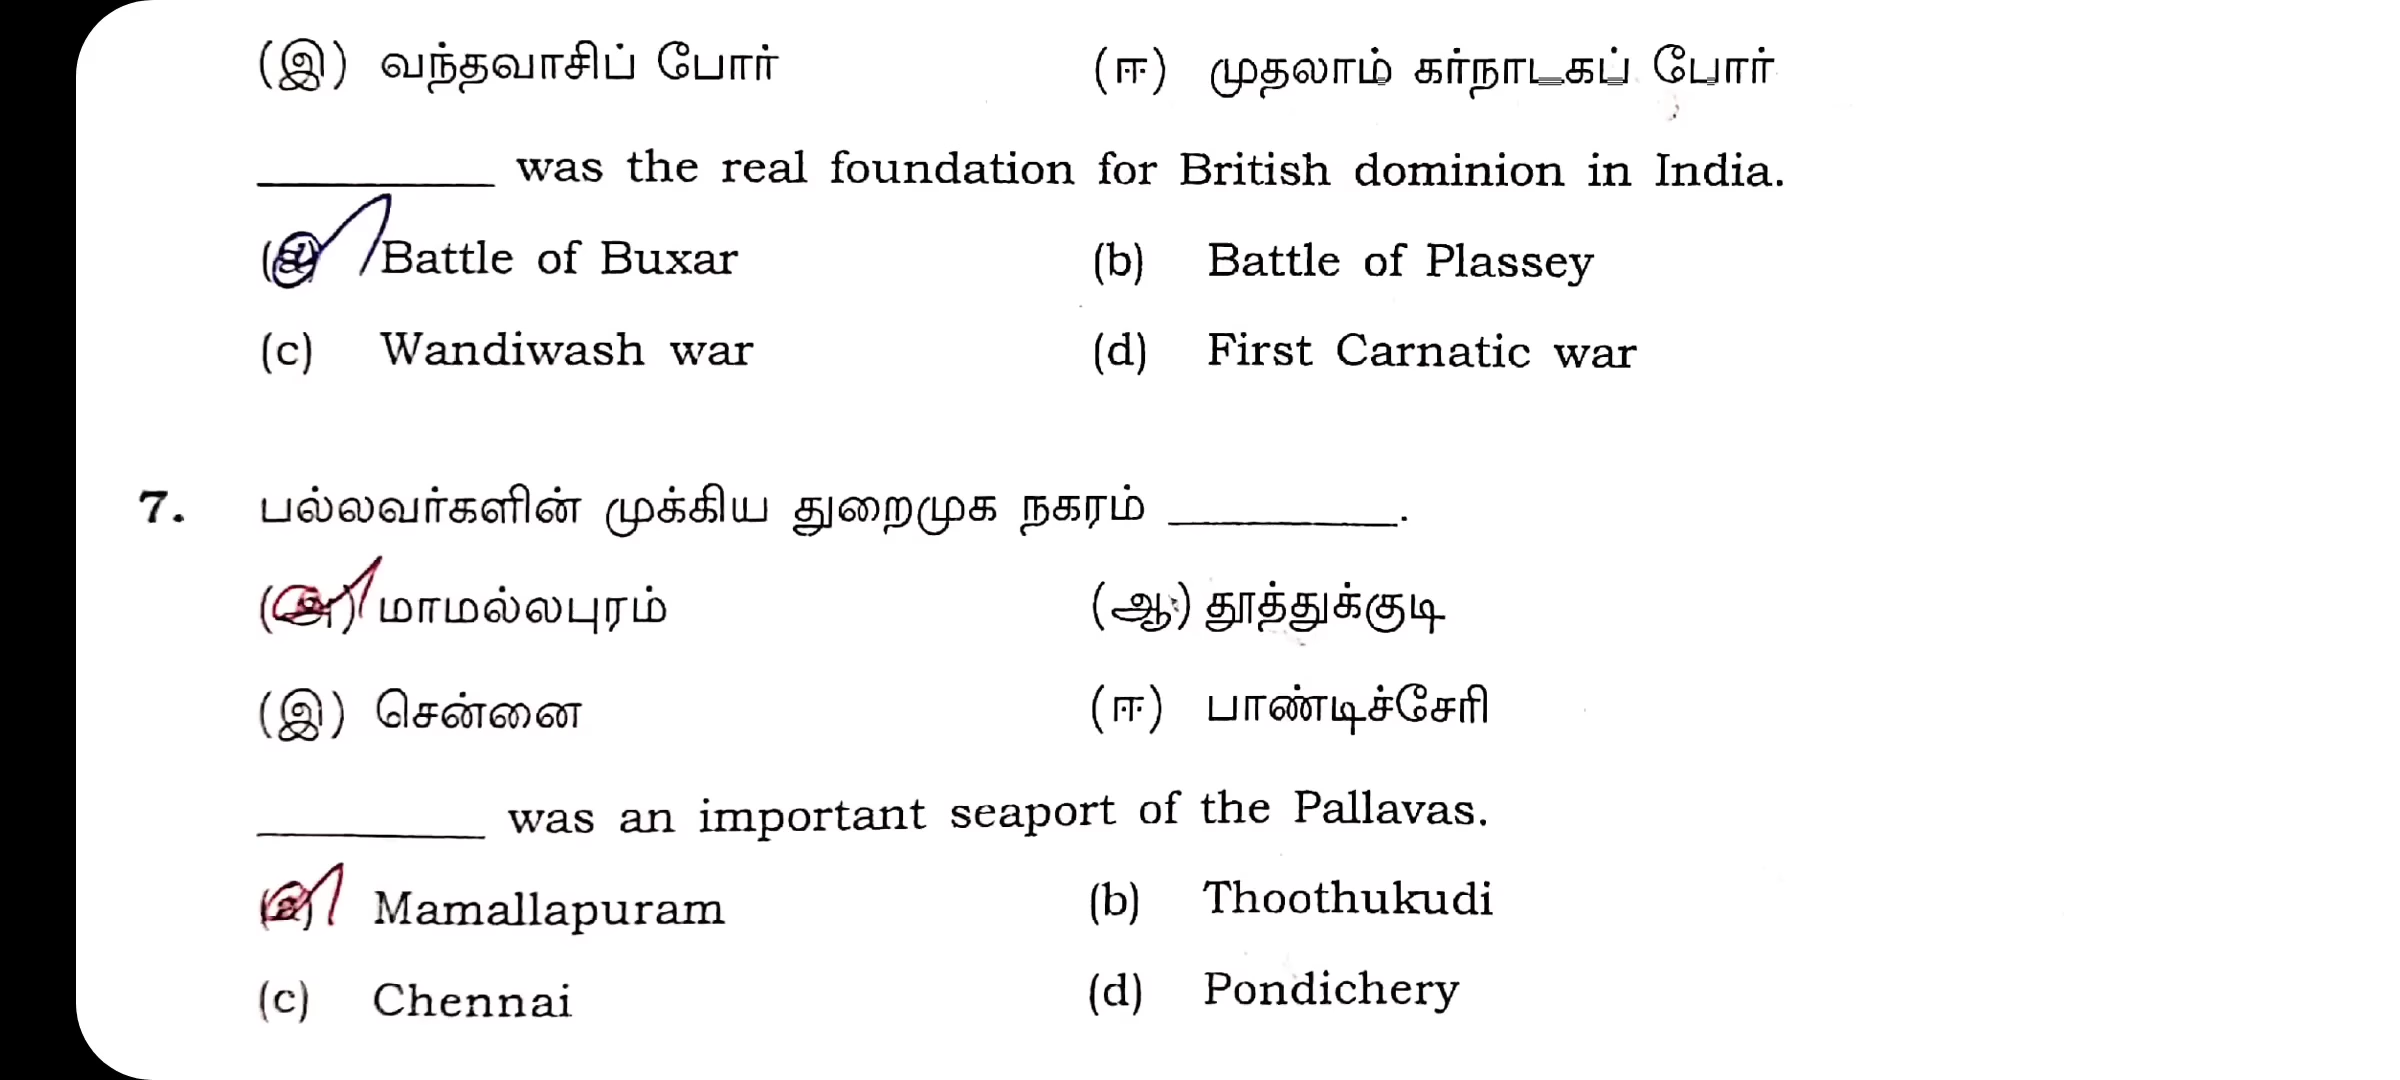 (இ) வந்தவாசிப் போர் (ஈ) முதலாம் கர்நாடகப் போர்
__________ was the real foundation for British dominion in India.
(a) Battle of Buxar (b) Battle of Plassey
(c) Wandiwash war (d) First Carnatic war
7. பல்லவர்களின் முக்கிய துறைமுக நகரம் __________.
(அ) மாமல்லபுரம் (ஆ) தூத்துக்குடி
(இ) சென்னை (ஈ) பாண்டிச்சேரி
__________ was an important seaport of the Pallavas.
(a) Mamallapuram (b) Thoothukudi
(c) Chennai (d) Pondichery